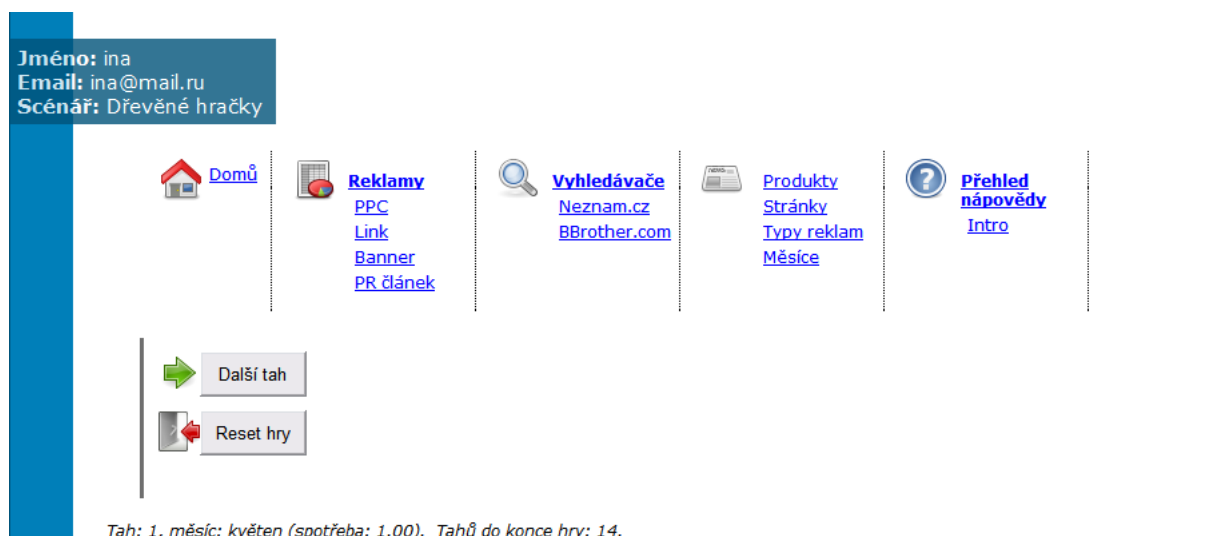 Jméno: ina
Email: ina@mail.ru
Scénář: Dřevěné hračky
Domů
Reklamy
PPC
Link
Banner
PR článek
Vyhledávače
Neznam.cz
BBrother.com
Produkty
Stránky
Typy reklam
Měsíce
Přehled
nápovědy
Intro
Další tah
Reset hry
Tah: 1, měsíc: květen (spotřeba: 1.00), Tahů do konce hry: 14.